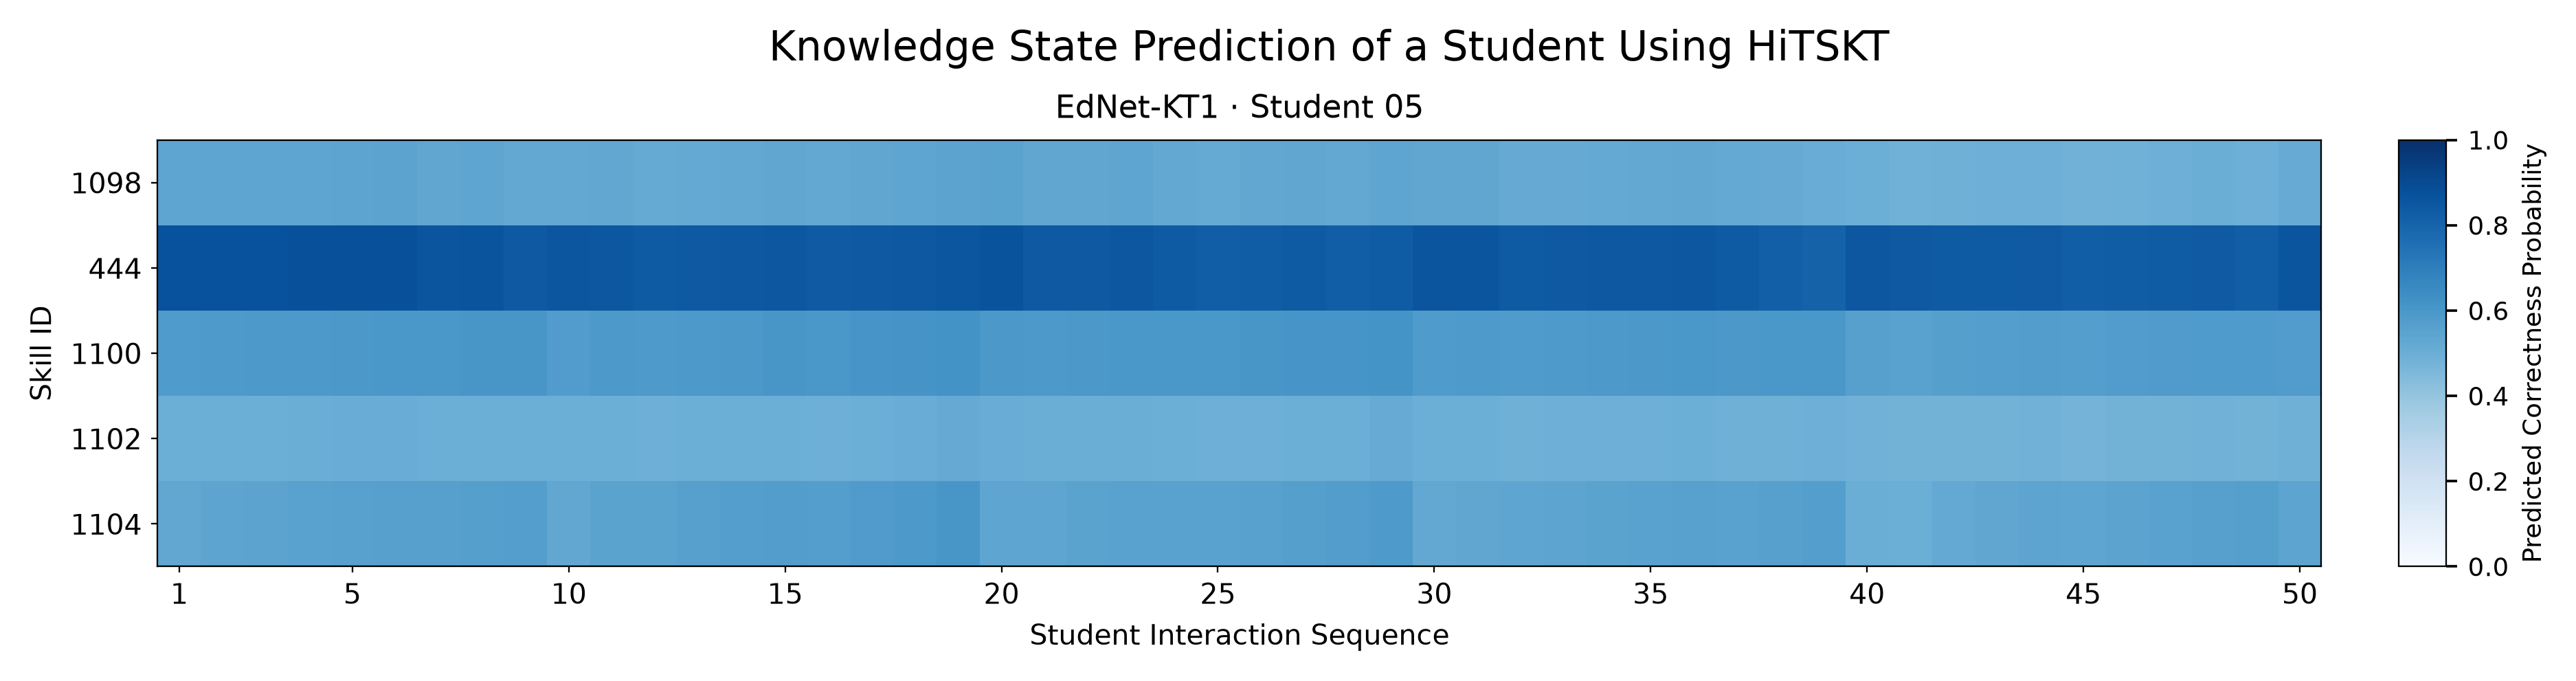 Knowledge State Prediction of a Student Using HiTSKT
EdNet-KT1 · Student 05
Skill ID
1098
444
1100
1102
1104
1 5 10 15 20 25 30 35 40 45 50
Student Interaction Sequence
1.0
0.8
0.6
0.4
0.2
0.0
Predicted Correctness Probability